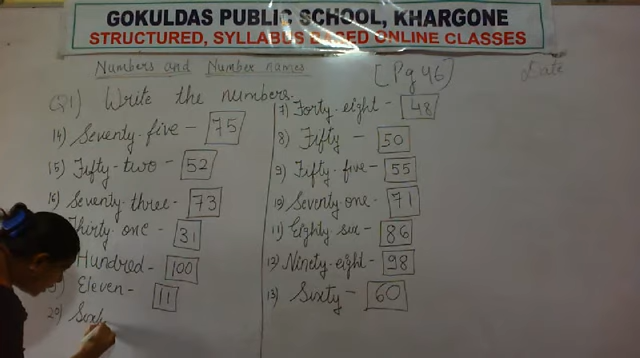 GOKULDAS PUBLIC SCHOOL, KHARGONE
STRUCTURED, SYLLABUS BASED ONLINE CLASSES
Numbers and Number names
[Pg 46]
Date
Q1) Write the numbers.
14) Seventy-five - 75
15) Fifty-two - 52
16) Seventy-three - 73
Thirty-one - 31
Hundred - 100
Eleven - 11
20) Sixt
7) Forty-eight - 48
8) Fifty - 50
9) Fifty-five - 55
10) Seventy-one - 71
11) Eighty six - 86
12) Ninety-eight - 98
13) Sixty - 60